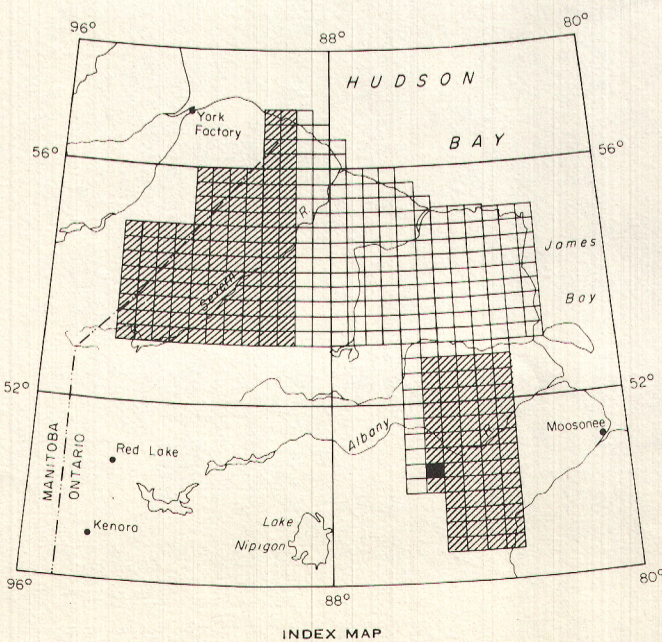 96°
88°
80°
HUDSON
BAY
York
Factory
56°
56°
R.
Severn
James
Bay
52°
52°
MANITOBA
ONTARIO
Red Lake
Albany
R.
Moosonee
Kenora
Lake
Nipigon
96°
88°
80°
INDEX MAP